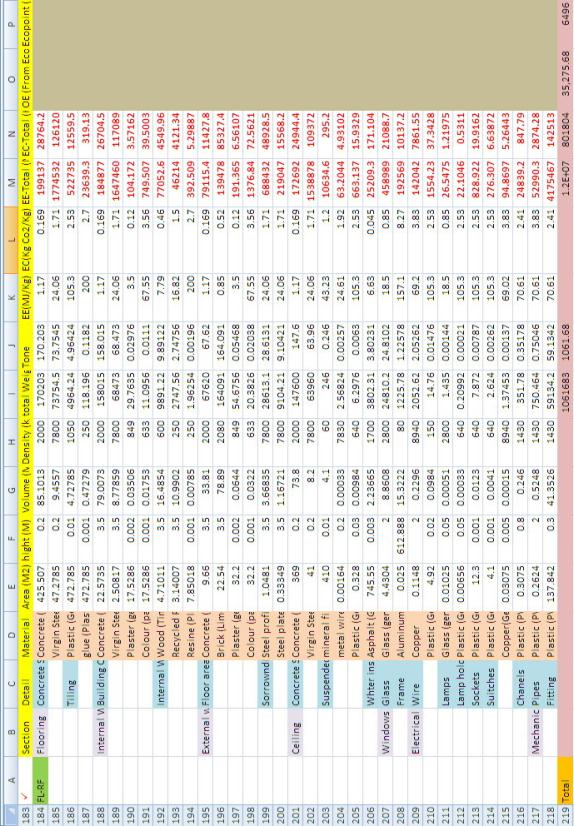 A B C D E F G H J K L M N O P
183 Section Detail Material Area (M2) hight (M) Volume (M Density (k total Weig Tone EE(MJ/Kg) EC(Kg Co2/Kg) EE-Total (I EC-Total (I OE (From Eco Ecopoint (
184 FL-RF Flooring Concrete S Concrete ( 425.507 0.2 85.1013 2000 170203 170.203 1.17 0.169 199137 28764.2
185 Virgin Stee 47.2785 0.2 9.4557 7800 73754.5 73.7545 24.06 1.71 1774532 126120
186 Tiling Plastic (G 472.785 0.01 4.72785 1050 4964.24 4.96424 105.3 2.53 522735 12559.5
187 glue (Plas 472.785 0.001 0.47279 250 118.196 0.1182 200 2.7 23639.3 319.13
188 Internal W Building C Concrete ( 22.5735 3.5 79.0073 2000 158015 158.015 1.17 0.169 184877 26704.5
189 Virgin Stee 2.50817 3.5 8.77859 7800 68473 68.473 24.06 1.71 1647460 117089
190 Plaster (ge 17.5286 0.002 0.03506 849 29.7635 0.02976 3.5 0.12 104.172 3.57162
191 Colour (pa 17.5286 0.001 0.01753 633 11.0956 0.0111 67.55 3.56 749.507 39.5003
192 Internal W Wood (Tin 4.71011 3.5 16.4854 600 9891.22 9.89122 7.79 0.46 77052.6 4549.96
193 Recycled F 3.14007 3.5 10.9902 250 2747.56 2.74756 16.82 1.5 46214 4121.34
194 Resine (Pl 7.85018 0.001 0.00785 250 1.96254 0.00196 200 2.7 392.509 5.29887
195 External W Floor area Concrete ( 9.66 3.5 33.81 2000 67620 67.62 1.17 0.169 79115.4 11427.8
196 Brick (Lim 22.54 3.5 78.89 2080 164091 164.091 0.85 0.52 139478 85327.4
197 Plaster (ge 32.2 0.002 0.0644 849 54.6756 0.05468 3.5 0.12 191.365 6.56107
198 Colour (pa 32.2 0.001 0.0322 633 20.3826 0.02038 67.55 3.56 1376.84 72.5621
199 Sorrownd Steel profi 1.0481 3.5 3.66835 7800 28613.1 28.6131 24.06 1.71 688432 48928.5
200 Steel plate 0.33349 3.5 1.16721 7800 9104.21 9.10421 24.06 1.71 219047 15568.2
201 Ceiling Concrete S Concrete ( 369 0.2 73.8 2000 147600 147.6 1.17 0.169 172692 24944.4
202 Virgin Stee 41 0.2 8.2 7800 63960 63.96 24.06 1.71 1538878 109372
203 Suspende mineral fi 410 0.01 4.1 60 246 0.246 43.23 1.2 10634.6 295.2
204 metal wire 0.00164 0.2 0.00033 7830 2.56824 0.00257 24.61 1.92 63.2044 4.93102
205 Plastic (G 0.328 0.03 0.00984 640 6.2976 0.0063 105.3 2.53 663.137 15.9329
206 Whter ins Asphalt (G 745.55 0.003 2.23665 1700 3802.31 3.80231 6.63 0.045 25209.3 171.104
207 Windows Glass Glass (ger 4.4304 2 8.8608 2800 24810.2 24.8102 18.5 0.85 458989 21088.7
208 Frame Aluminum 0.025 612.888 15.3222 80 1225.78 1.22578 157.1 8.27 192569 10137.2
209 Electrical Wire Copper 0.1148 2 0.2296 8940 2052.62 2.05262 69.2 3.83 142042 7861.55
210 Plastic (G 4.92 0.02 0.0984 150 14.76 0.01476 105.3 2.53 1554.23 37.3428
211 Lamps Glass (ger 0.01025 0.05 0.00051 2800 1.435 0.00144 18.5 0.85 26.5475 1.21975
212 Lamp hold Plastic (G 0.00656 0.05 0.00033 640 0.20992 0.00021 105.3 2.53 22.1046 0.5311
213 Sockets Plastic (G 12.3 0.001 0.0123 640 7.872 0.00787 105.3 2.53 828.922 19.9162
214 Suitches Plastic (G 4.1 0.001 0.0041 640 2.624 0.00262 105.3 2.53 276.307 6.63872
215 Copper(Ge 0.03075 0.005 0.00015 8940 1.37453 0.00137 69.02 3.83 94.8697 5.26443
216 Chanels Plastic (P 0.3075 0.8 0.246 1430 351.78 0.35178 70.61 2.41 24839.2 847.79
217 Mechanic Pipes Plastic (P 0.2624 2 0.5248 1430 750.464 0.75046 70.61 3.83 52990.3 2874.28
218 Fitting Plastic (P 137.842 0.3 41.3526 1430 59134.2 59.1342 70.61 2.41 4175467 142513
219 Total 1061683 1061.68 1.2E+07 801804 35,275.68 6496